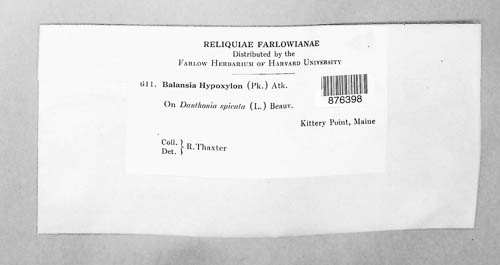 RELIQUIAE FARLOWIANAE
Distributed by the
FARLOW HERBARIUM OF HARVARD UNIVERSITY
611. Balansia Hypoxylon (Pk.) Atk.
876398
On Danthonia spicata (L.) Beauv.
Kittery Point, Maine
Coll. } R. Thaxter
Det.